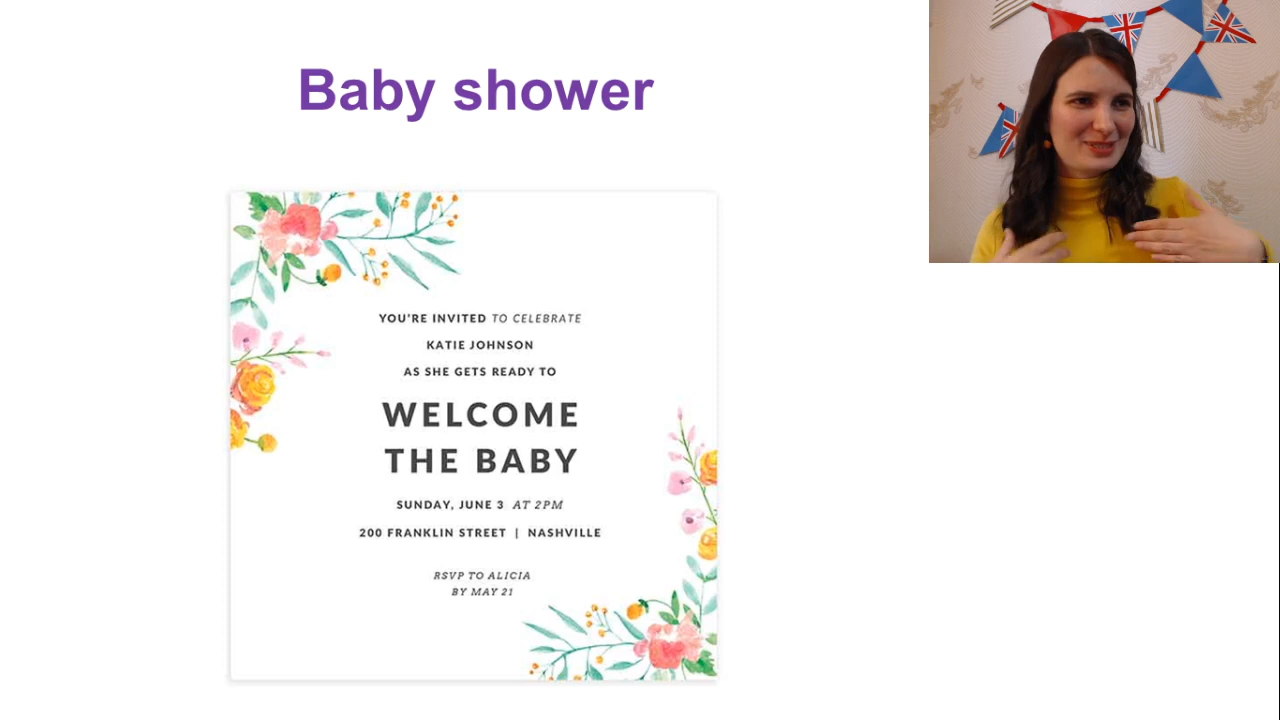 Baby shower
YOU'RE INVITED TO CELEBRATE
KATIE JOHNSON
AS SHE GETS READY TO
WELCOME
THE BABY
SUNDAY, JUNE 3 AT 2PM
200 FRANKLIN STREET | NASHVILLE
RSVP TO ALICIA
BY MAY 21